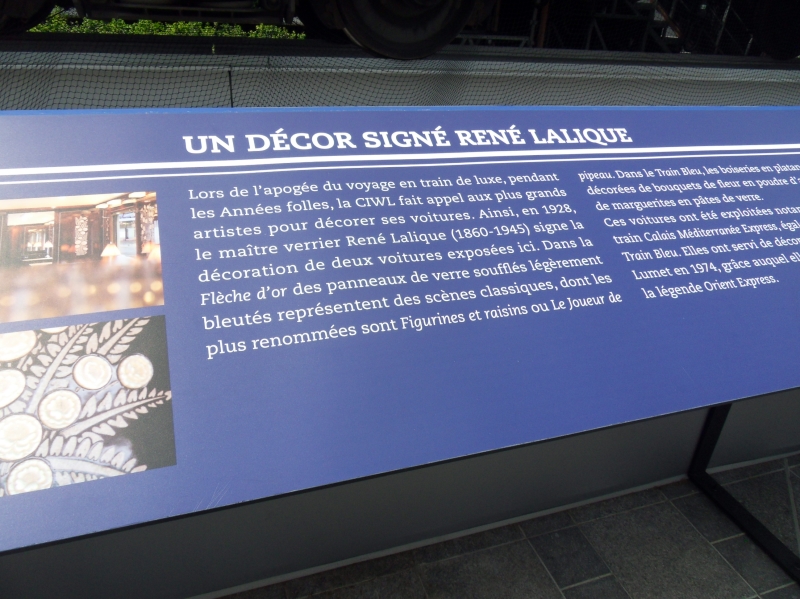 UN DÉCOR SIGNÉ RENÉ LALIQUE
Lors de l'apogée du voyage en train de luxe, pendant
les Années folles, la CIWL fait appel aux plus grands
artistes pour décorer ses voitures. Ainsi, en 1928,
le maître verrier René Lalique (1860-1945) signe la
décoration de deux voitures exposées ici. Dans la
Flèche d'or des panneaux de verre soufflés légèrement
bleutés représentent des scènes classiques, dont les
plus renommées sont Figurines et raisins ou Le Joueur de
pipeau. Dans le Train Bleu, les boiseries en platan
décorées de bouquets de fleur en poudre d'
de marguerites en pâtes de verre.
Ces voitures ont été exploitées notam
train Calais Méditerranée Express, égal
Train Bleu. Elles ont servi de décor
Lumet en 1974, grâce auquel ell
la légende Orient Express.